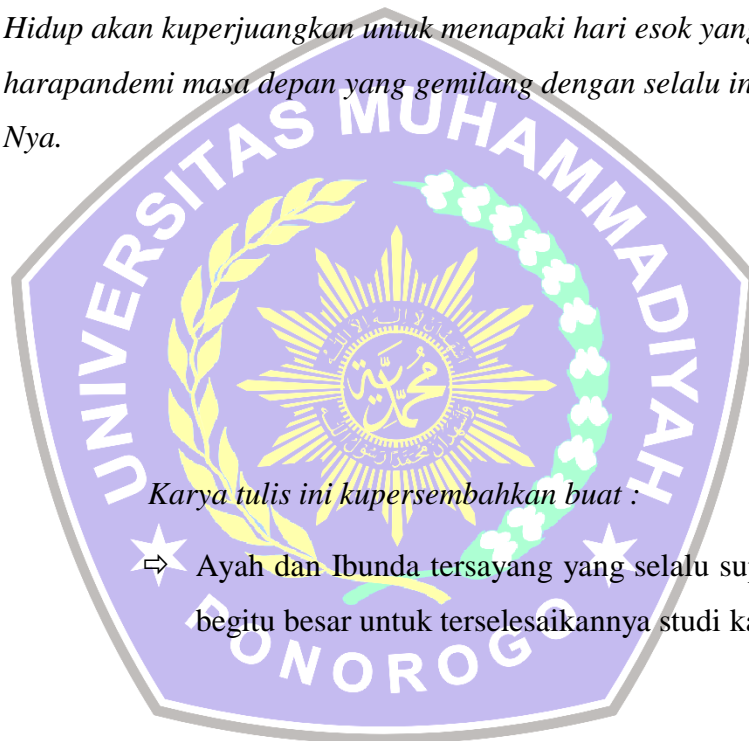 Hidup akan kuperjuangkan untuk menapaki hari esok yang
harapandemi masa depan yang gemilang dengan selalu in
Nya.
UNIVERSITAS MUHAMMADIYAH
محمدية
Karya tulis ini kupersembahkan buat :
⇨ Ayah dan Ibunda tersayang yang selalu su
begitu besar untuk terselesaikannya studi ka
PONOROGO